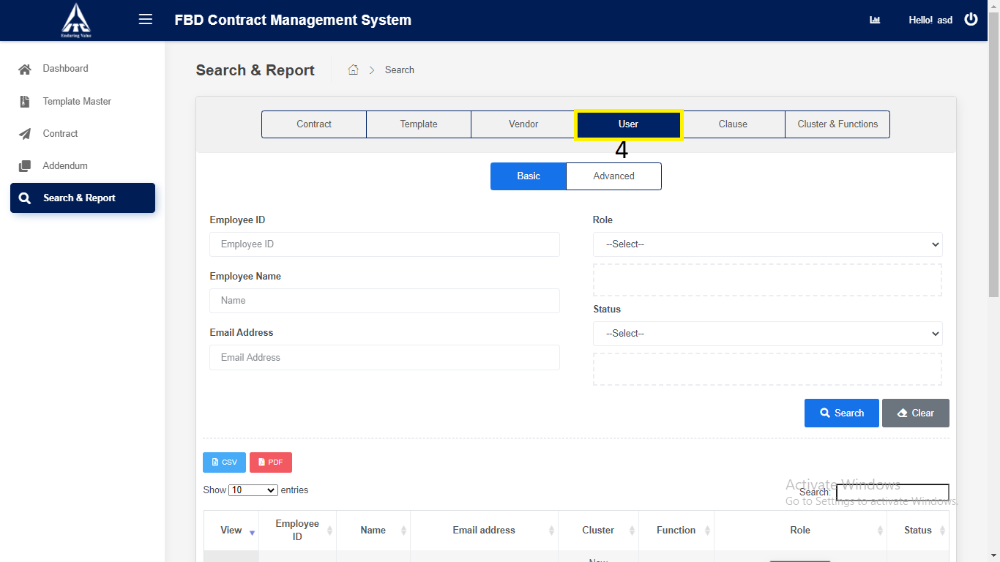 FBD Contract Management System
Hello! asd
Enduring Value
Dashboard
Template Master
Contract
Addendum
Search & Report
Search & Report
Search
Contract
Template
Vendor
User
Clause
Cluster & Functions
4
Basic
Advanced
Employee ID
Employee ID
Employee Name
Name
Email Address
Email Address
Role
--Select--
Status
--Select--
Search
Clear
CSV
PDF
Show 10 entries
Search:
Activate Windows
Go to Settings to activate Windows.
View
Employee
ID
Name
Email address
Cluster
Function
Role
Status